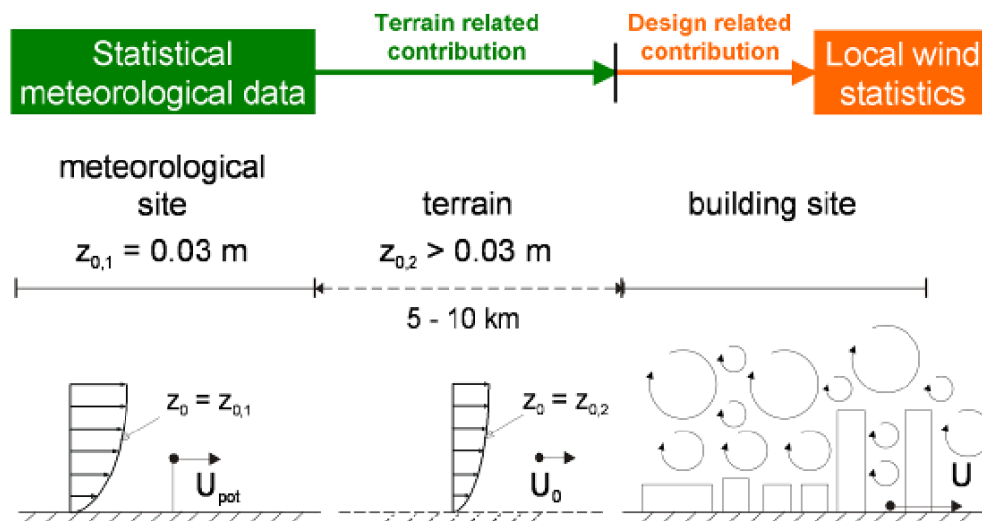 Statistical
meteorological data
Terrain related
contribution
Design related
contribution
Local wind
statistics
meteorological
site
z0,1 = 0.03 m
terrain
z0,2 > 0.03 m
building site
5 - 10 km
z0 = z0,1
Upot
z0 = z0,2
U0
U